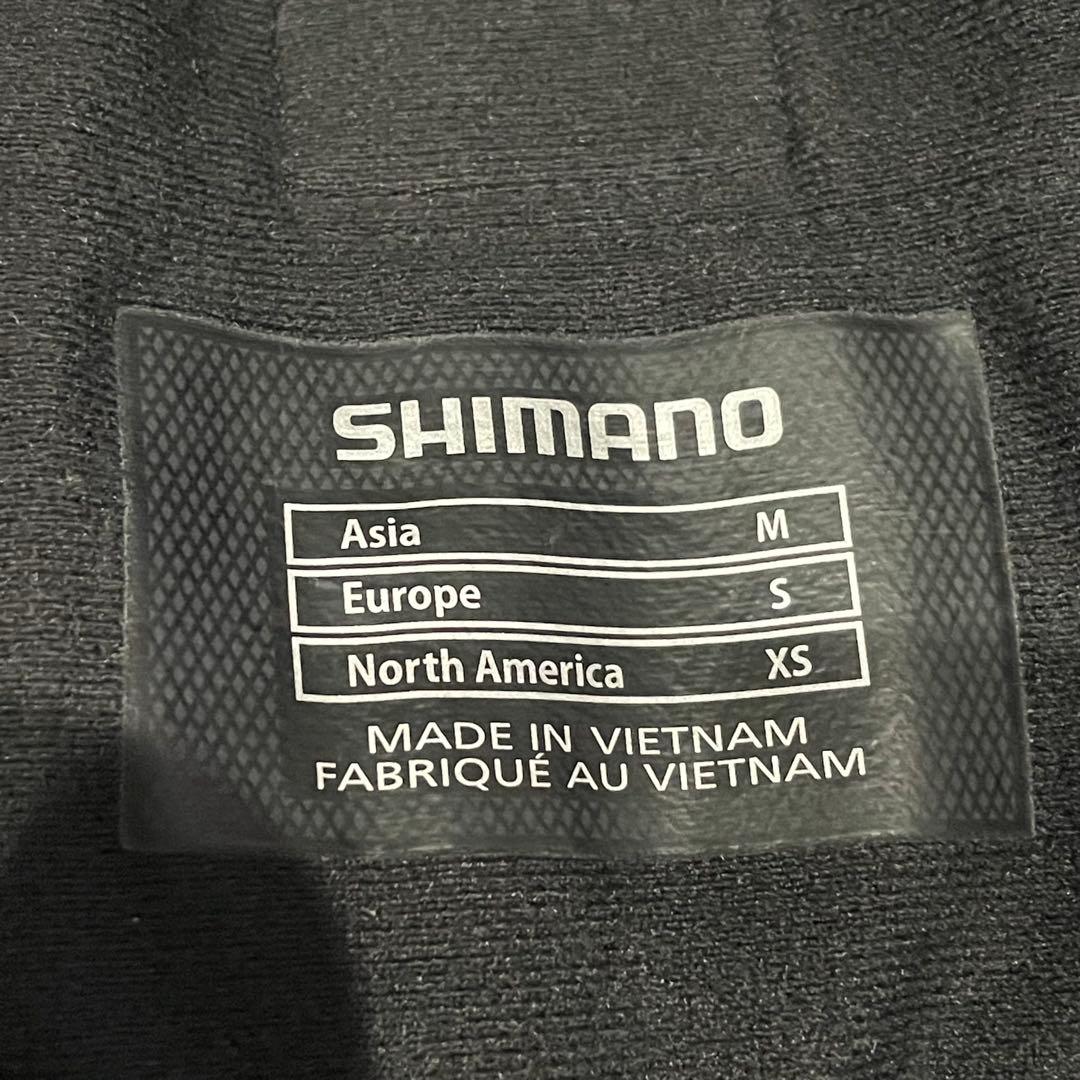 SHIMANO
Asia M
Europe S
North America XS
MADE IN VIETNAM
FABRIQUÉ AU VIETNAM